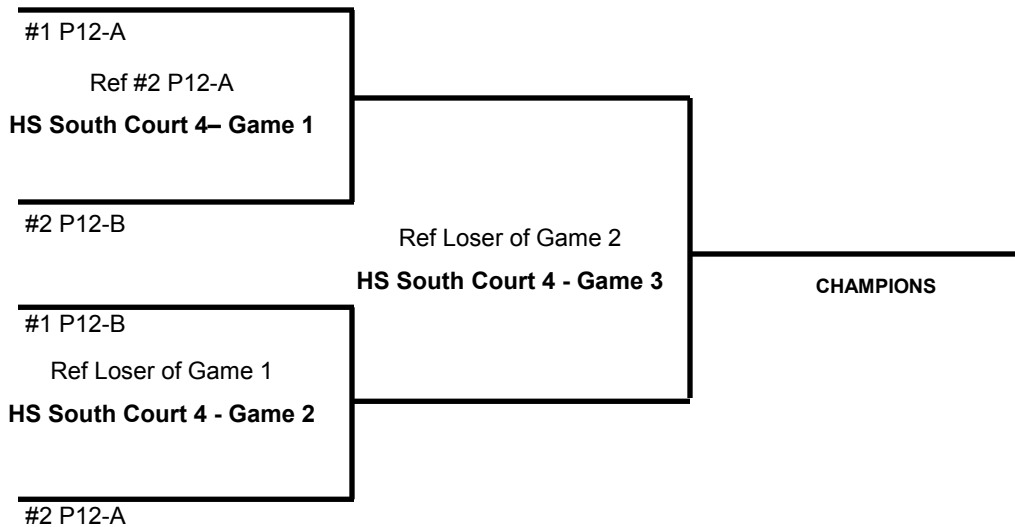 #1 P12-A
Ref #2 P12-A
HS South Court 4– Game 1
#2 P12-B
Ref Loser of Game 2
HS South Court 4 - Game 3
CHAMPIONS
#1 P12-B
Ref Loser of Game 1
HS South Court 4 - Game 2
#2 P12-A